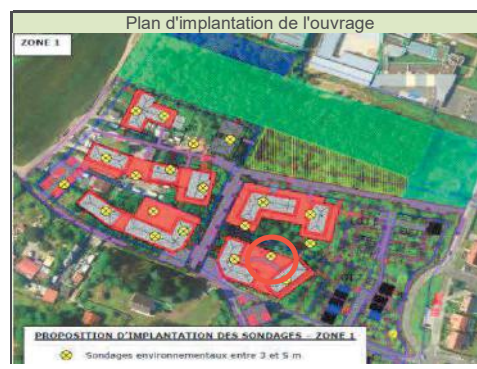 Plan d'implantation de l'ouvrage
ZONE 1
PROPOSITION D'IMPLANTATION DES SONDAGES – ZONE 1
Sondages environnementaux entre 3 et 5 m